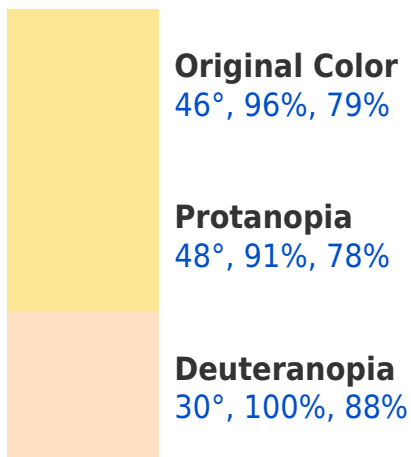 Original Color
46°, 96%, 79%
Protanopia
48°, 91%, 78%
Deuteranopia
30°, 100%, 88%